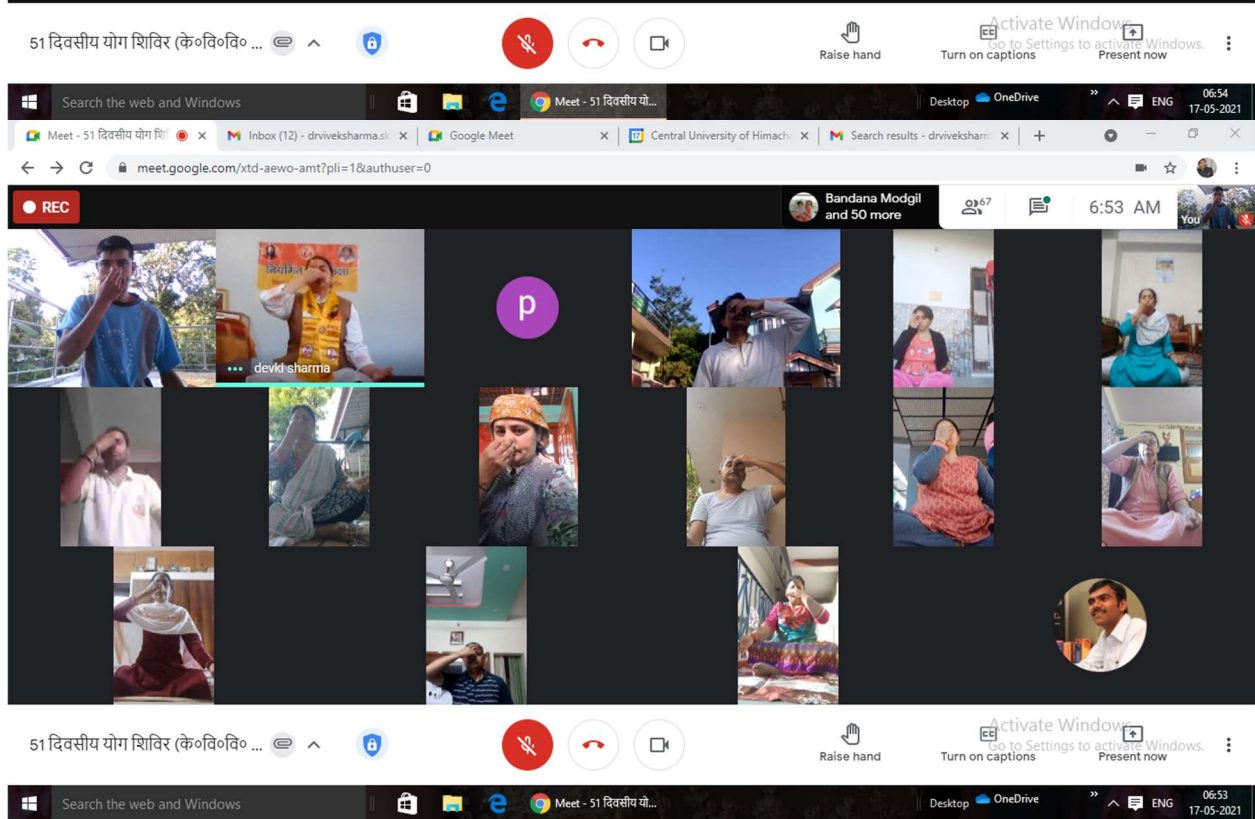 51 दिवसीय योग शिविर (के०वि०वि० ...
Raise hand
Turn on captions
Present now
Activate Windows
Go to Settings to activate Windows.
Search the web and Windows
Meet - 51 दिवसीय यो...
Desktop
OneDrive
ENG
06:54
17-05-2021
Meet - 51 दिवसीय योग शि
Inbox (12) - drviveksharma.sk
Google Meet
17
Central University of Himach
Search results - drviveksharm
meet.google.com/xtd-aewo-amt?pli=1&authuser=0
REC
Bandana Modgil
and 50 more
67
6:53 AM
You
नियमित
devki sharma
p
51 दिवसीय योग शिविर (के०वि०वि० ...
Raise hand
Turn on captions
Present now
Activate Windows
Go to Settings to activate Windows.
Search the web and Windows
Meet - 51 दिवसीय यो...
Desktop
OneDrive
ENG
06:53
17-05-2021